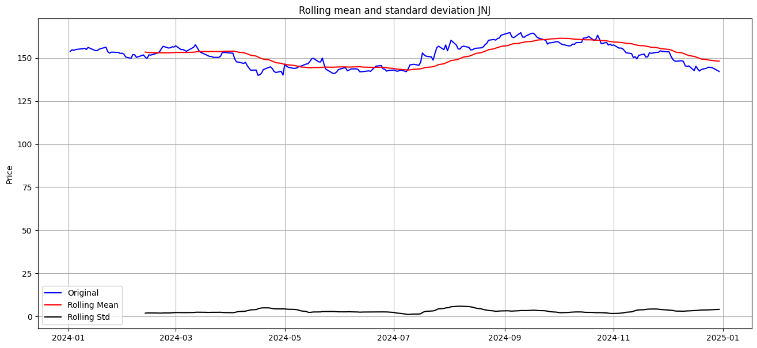 Rolling mean and standard deviation JNJ
Price
150
125
100
75
50
25
0
Original
Rolling Mean
Rolling Std
2024-01
2024-03
2024-05
2024-07
2024-09
2024-11
2025-01